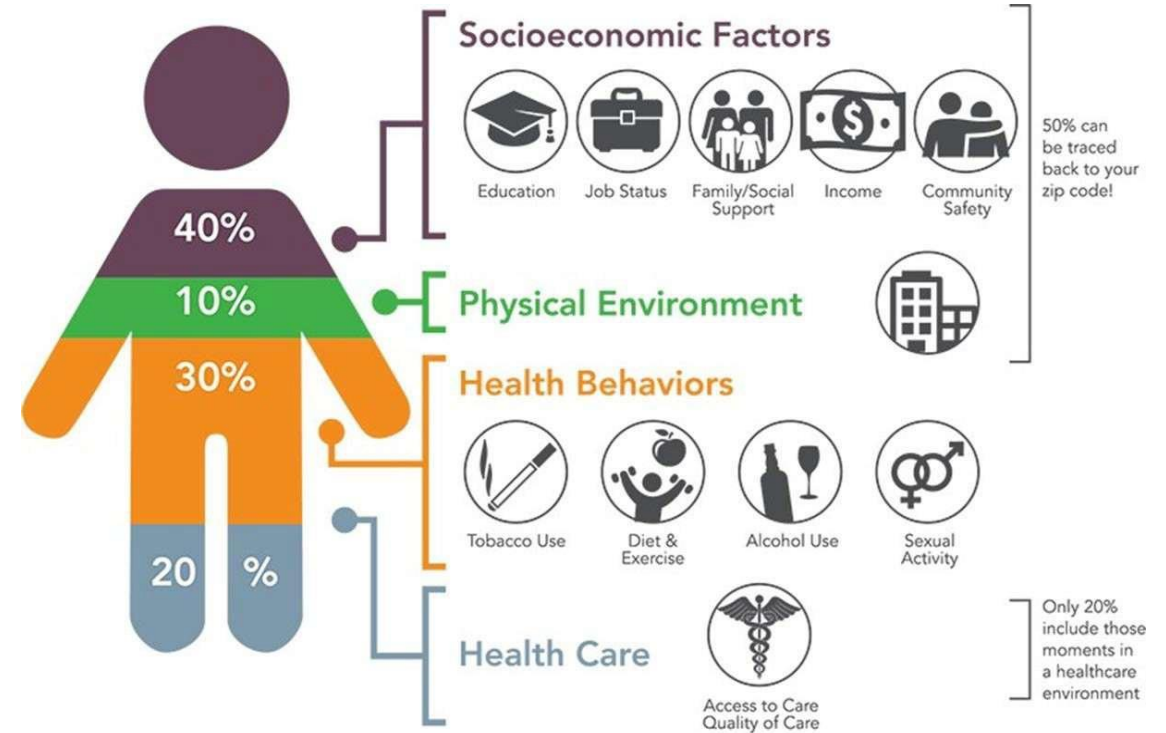 Socioeconomic Factors
Education
Job Status
Family/Social
Support
Income
Community
Safety
50% can
be traced
back to your
zip code!
40%
10%
Physical Environment
30%
Health Behaviors
Tobacco Use
Diet &
Exercise
Alcohol Use
Sexual
Activity
20 %
Health Care
Access to Care
Quality of Care
Only 20%
include those
moments in
a healthcare
environment